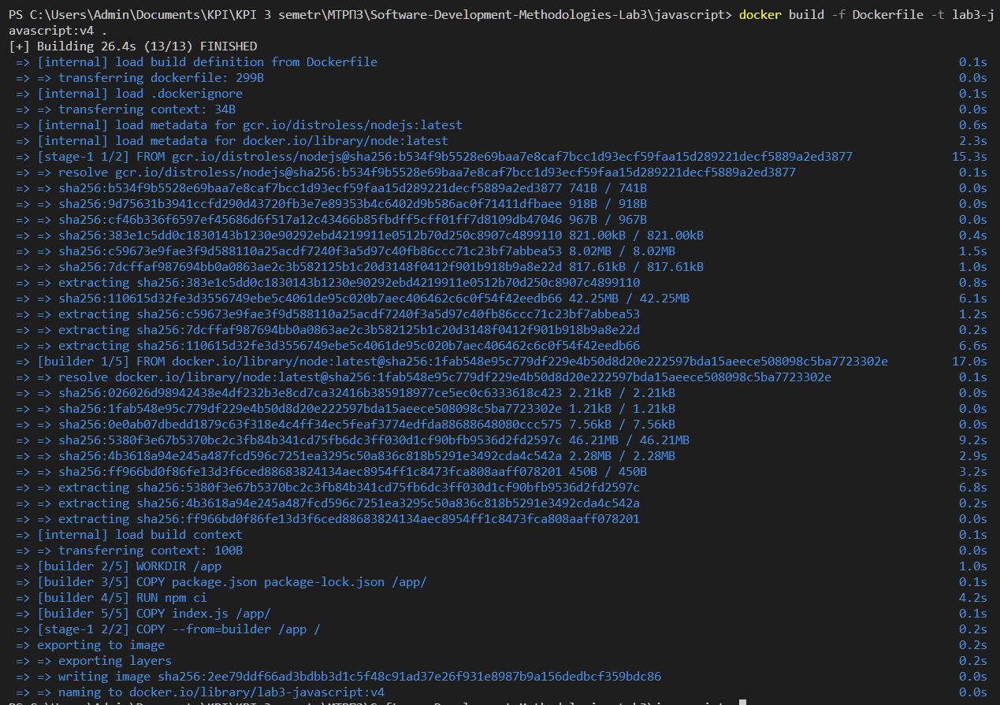 PS C:\Users\Admin\Documents\KPI\KPI 3 semetr\МТРПЗ\Software-Development-Methodologies-Lab3\javascript> docker build -f Dockerfile -t lab3-j
avascript:v4 .
[+] Building 26.4s (13/13) FINISHED
=> [internal] load build definition from Dockerfile 0.1s
=> => transferring dockerfile: 299B 0.0s
=> [internal] load .dockerignore 0.1s
=> => transferring context: 34B 0.0s
=> [internal] load metadata for gcr.io/distroless/nodejs:latest 0.6s
=> [internal] load metadata for docker.io/library/node:latest 2.3s
=> [stage-1 1/2] FROM gcr.io/distroless/nodejs@sha256:b534f9b5528e69baa7e8caf7bcc1d93ecf59faa15d289221decf5889a2ed3877 15.3s
=> => resolve gcr.io/distroless/nodejs@sha256:b534f9b5528e69baa7e8caf7bcc1d93ecf59faa15d289221decf5889a2ed3877 0.1s
=> => sha256:b534f9b5528e69baa7e8caf7bcc1d93ecf59faa15d289221decf5889a2ed3877 741B / 741B 0.0s
=> => sha256:9d75631b3941ccfd290d43720fb3e7e89353b4c6402d9b586ac0f71411dfbaee 918B / 918B 0.0s
=> => sha256:cf46b336f6597ef45686d6f517a12c43466b85fbdff5cff01ff7d8109db47046 967B / 967B 0.0s
=> => sha256:383e1c5dd0c1830143b1230e90292ebd4219911e0512b70d250c8907c4899110 821.00kB / 821.00kB 0.4s
=> => sha256:c59673e9fae3f9d588110a25acdf7240f3a5d97c40fb86ccc71c23bf7abbea53 8.02MB / 8.02MB 1.5s
=> => sha256:7dcffaf987694bb0a0863ae2c3b582125b1c20d3148f0412f901b918b9a8e22d 817.61kB / 817.61kB 1.0s
=> => extracting sha256:383e1c5dd0c1830143b1230e90292ebd4219911e0512b70d250c8907c4899110 0.8s
=> => sha256:110615d32fe3d3556749ebe5c4061de95c020b7aec406462c6c0f54f42eedb66 42.25MB / 42.25MB 6.1s
=> => extracting sha256:c59673e9fae3f9d588110a25acdf7240f3a5d97c40fb86ccc71c23bf7abbea53 1.2s
=> => extracting sha256:7dcffaf987694bb0a0863ae2c3b582125b1c20d3148f0412f901b918b9a8e22d 0.2s
=> => extracting sha256:110615d32fe3d3556749ebe5c4061de95c020b7aec406462c6c0f54f42eedb66 6.6s
=> [builder 1/5] FROM docker.io/library/node:latest@sha256:1fab548e95c779df229e4b50d8d20e222597bda15aeece508098c5ba7723302e 17.0s
=> => resolve docker.io/library/node:latest@sha256:1fab548e95c779df229e4b50d8d20e222597bda15aeece508098c5ba7723302e 0.1s
=> => sha256:026026d98942438e4df232b3e8cd7ca32416b385918977ce5ec0c6333618c423 2.21kB / 2.21kB 0.0s
=> => sha256:1fab548e95c779df229e4b50d8d20e222597bda15aeece508098c5ba7723302e 1.21kB / 1.21kB 0.0s
=> => sha256:0e0ab07dbedd1879c63f318e4c4ff34ec5feaf3774edfda88688648080ccc575 7.56kB / 7.56kB 0.0s
=> => sha256:5380f3e67b5370bc2c3fb84b341cd75fb6dc3ff030d1cf90bfb9536d2fd2597c 46.21MB / 46.21MB 9.2s
=> => sha256:4b3618a94e245a487fcd596c7251ea3295c50a836c818b5291e3492cda4c542a 2.28MB / 2.28MB 2.9s
=> => sha256:ff966bd0f86fe13d3f6ced88683824134aec8954ff1c8473fca808aaff078201 450B / 450B 3.2s
=> => extracting sha256:5380f3e67b5370bc2c3fb84b341cd75fb6dc3ff030d1cf90bfb9536d2fd2597c 6.8s
=> => extracting sha256:4b3618a94e245a487fcd596c7251ea3295c50a836c818b5291e3492cda4c542a 0.2s
=> => extracting sha256:ff966bd0f86fe13d3f6ced88683824134aec8954ff1c8473fca808aaff078201 0.0s
=> [internal] load build context 0.1s
=> => transferring context: 100B 0.0s
=> [builder 2/5] WORKDIR /app 1.0s
=> [builder 3/5] COPY package.json package-lock.json /app/ 0.1s
=> [builder 4/5] RUN npm ci 4.2s
=> [builder 5/5] COPY index.js /app/ 0.1s
=> [stage-1 2/2] COPY --from=builder /app / 0.2s
=> exporting to image 0.2s
=> => exporting layers 0.2s
=> => writing image sha256:2ee79ddf66ad3bdbb3d1c5f48c91ad37e26f931e8987b9a156dedbcf359bdc86 0.0s
=> => naming to docker.io/library/lab3-javascript:v4 0.0s